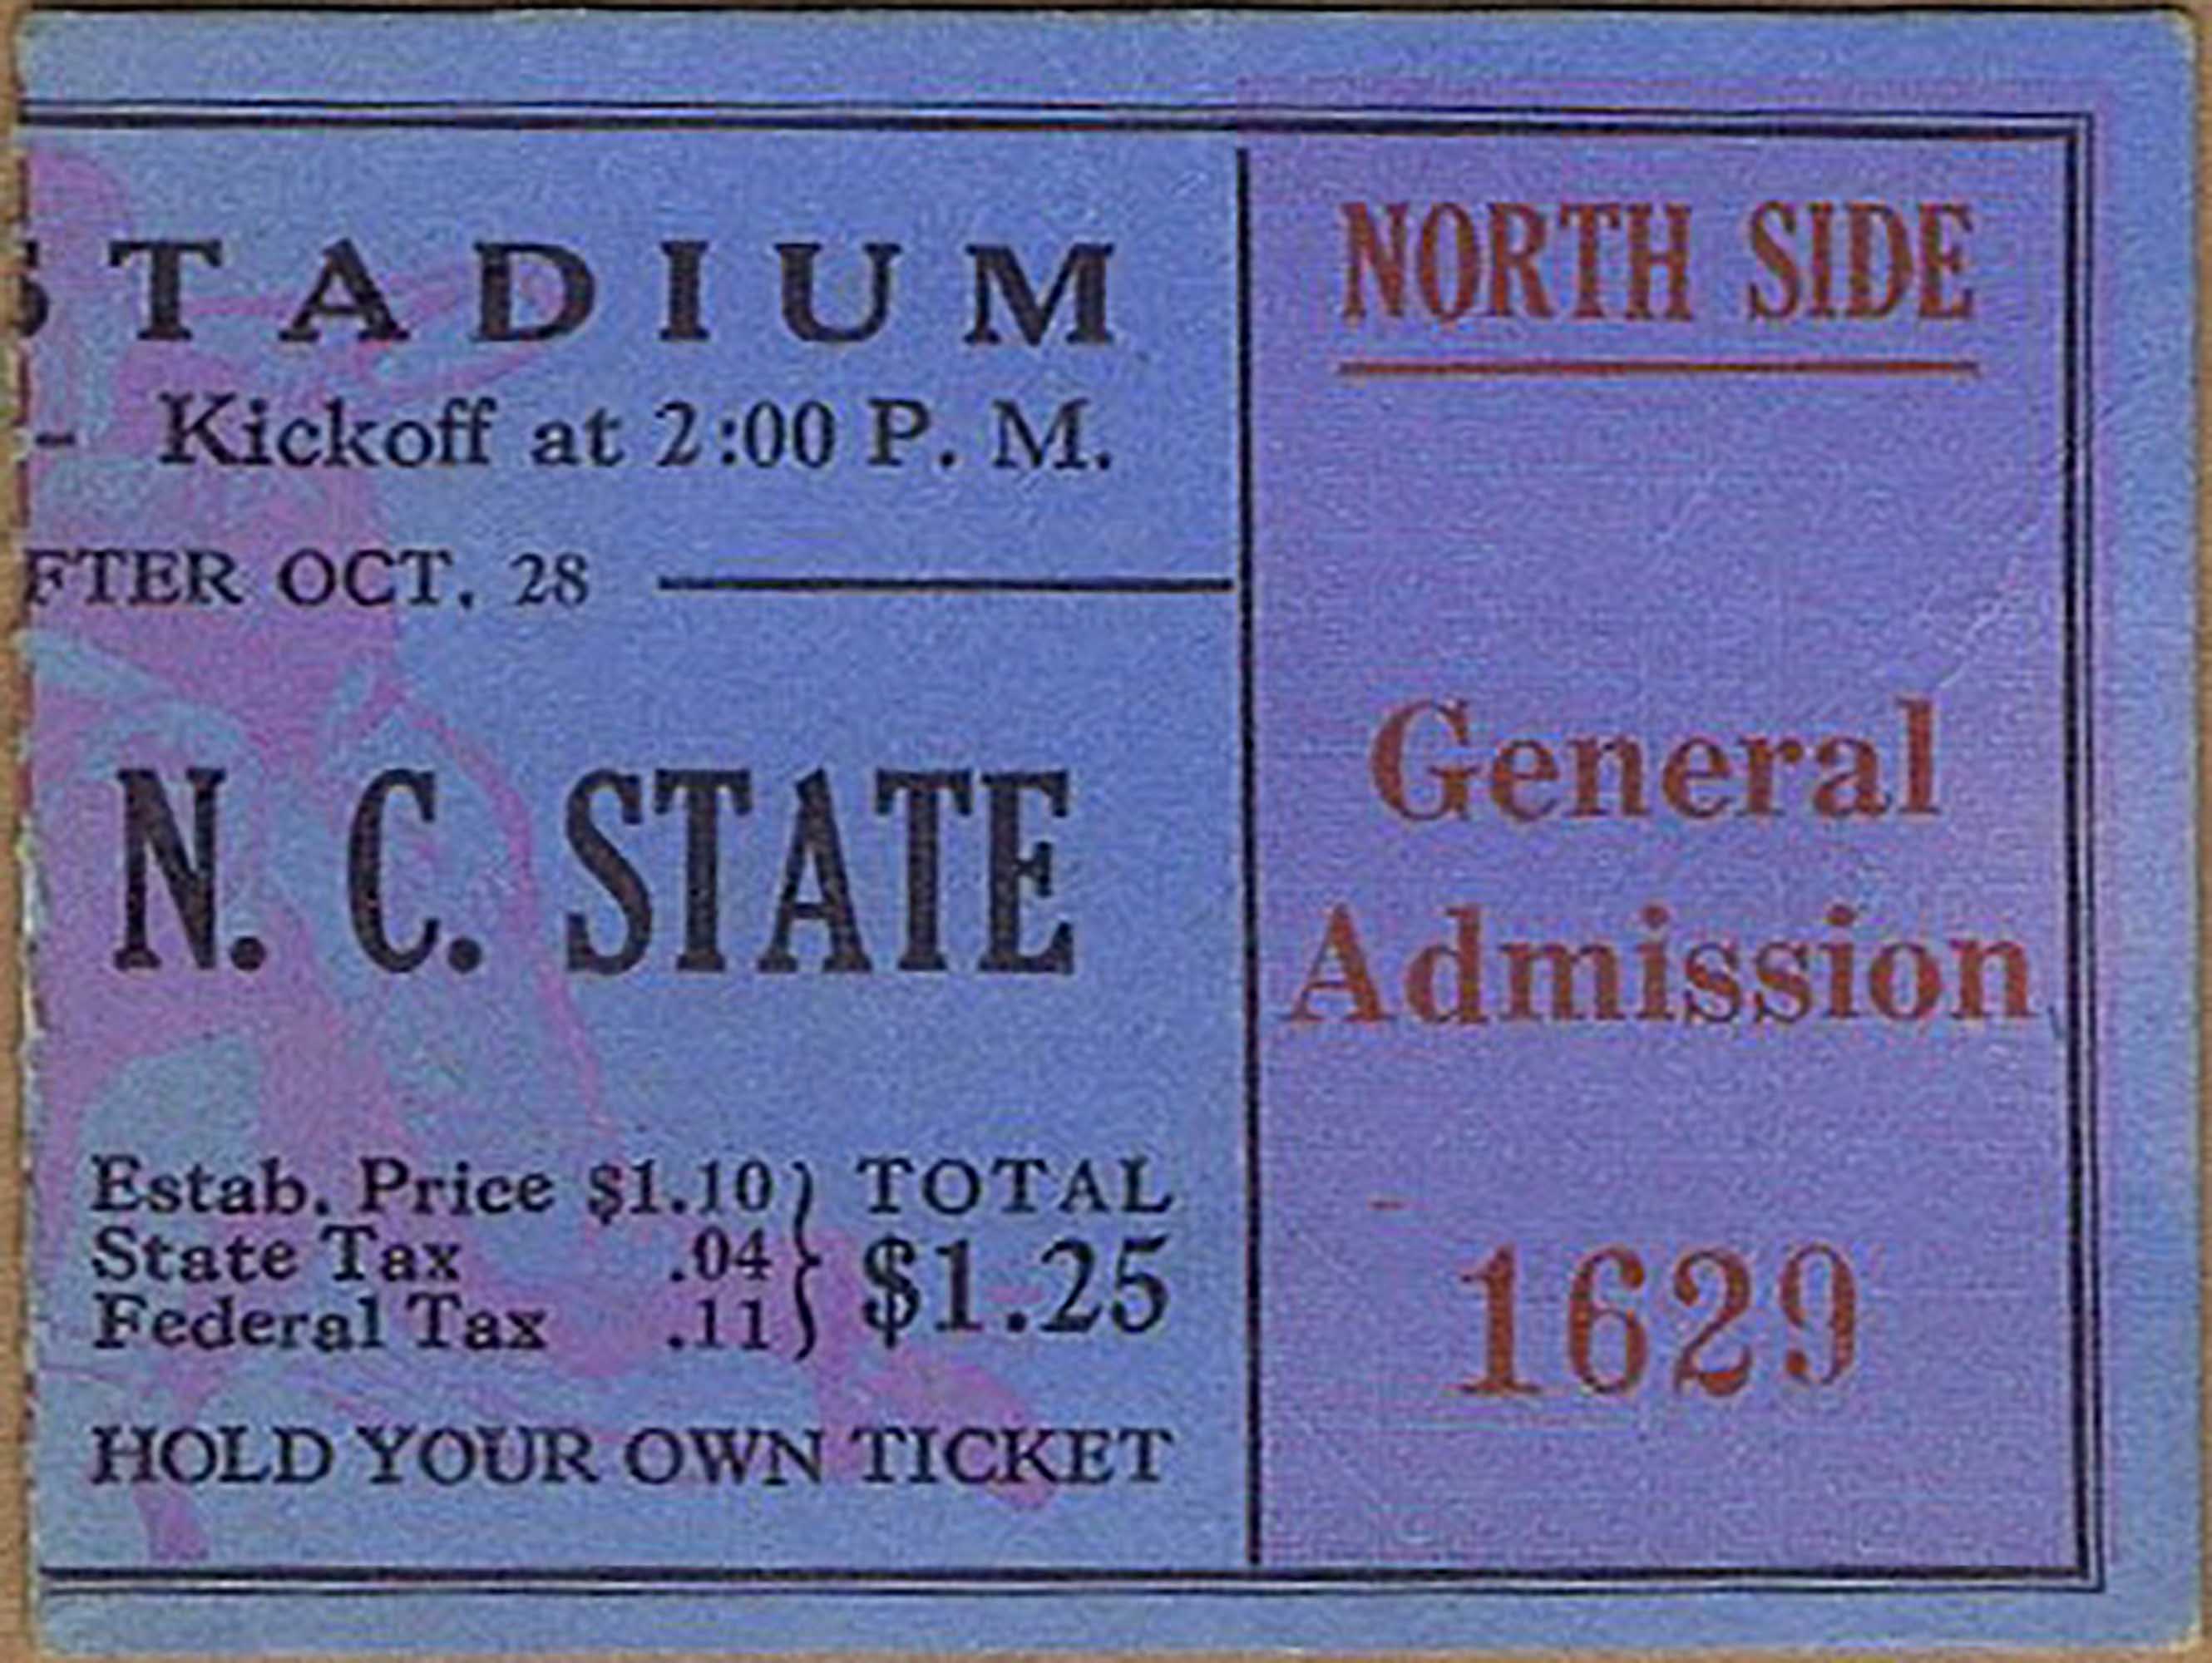 STADIUM
- Kickoff at 2:00 P. M.
FTER OCT. 28
N. C. STATE
Estab. Price $1.10
State Tax .04
Federal Tax .11
TOTAL
$1.25
HOLD YOUR OWN TICKET
NORTH SIDE
General
Admission
1629